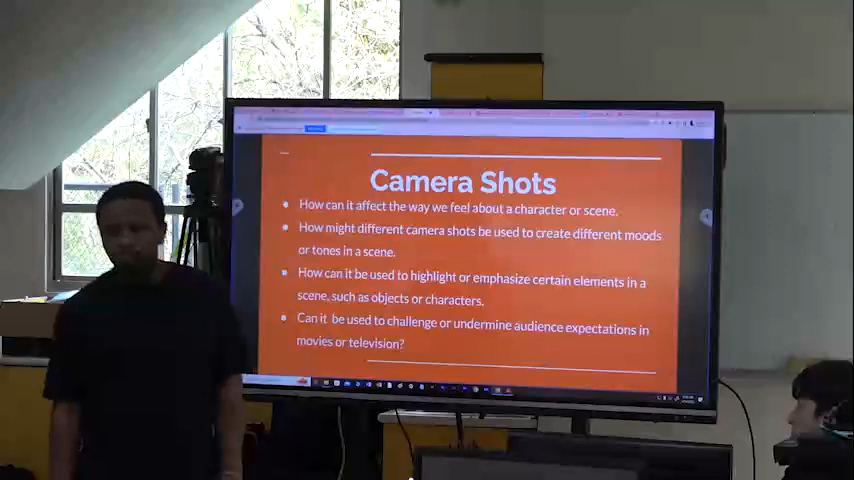 Camera Shots
How can it affect the way we feel about a character or scene.
How might different camera shots be used to create different moods
or tones in a scene.
How can it be used to highlight or emphasize certain elements in a
scene, such as objects or characters.
Can it be used to challenge or undermine audience expectations in
movies or television?